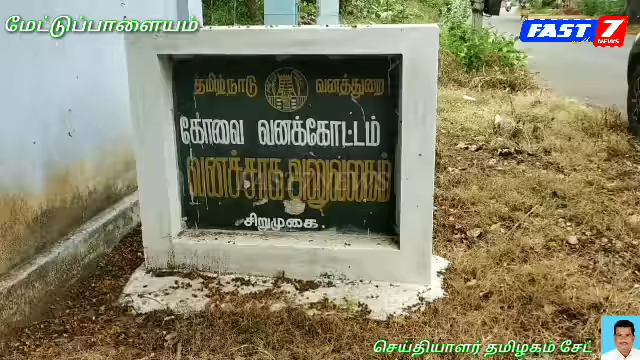 மேட்டுப்பாளையம்
FAST 7
NEWS
தமிழ்நாடு வனத்துறை
கோவை வனக்கோட்டம்
வனச்சரக அலுவலகம்
சிறுமுகை
செய்தியாளர் தமிழகம் சேட்